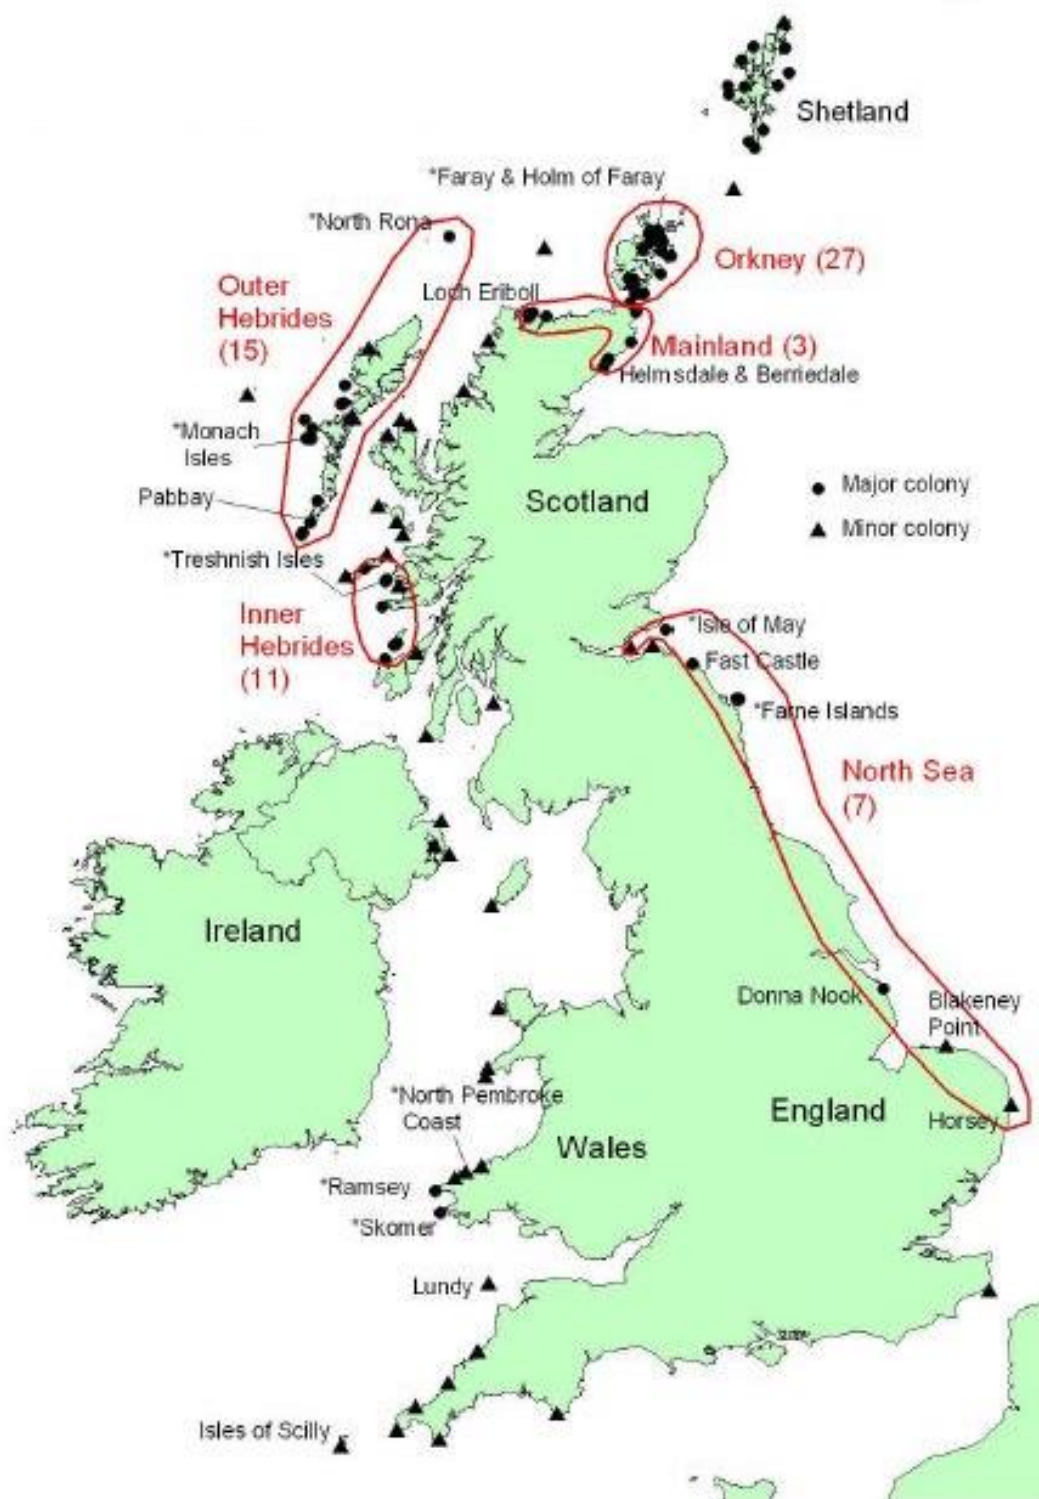 Shetland
*Faray & Holm of Faray
*North Rona
Orkney (27)
Outer
Hebrides
(15)
Loch Eriboll
Mainland (3)
Helmsdale & Berriedale
*Monach
Isles
Pabbay
Scotland
Major colony
Minor colony
*Treshnish Isles
Inner
Hebrides
(11)
*Isle of May
Fast Castle
*Farne Islands
North Sea
(7)
Ireland
Donna Nook
Blakeney
Point
*North Pembroke
Coast
England
Horsey
Wales
*Ramsey
*Skomer
Lundy
Isles of Scilly